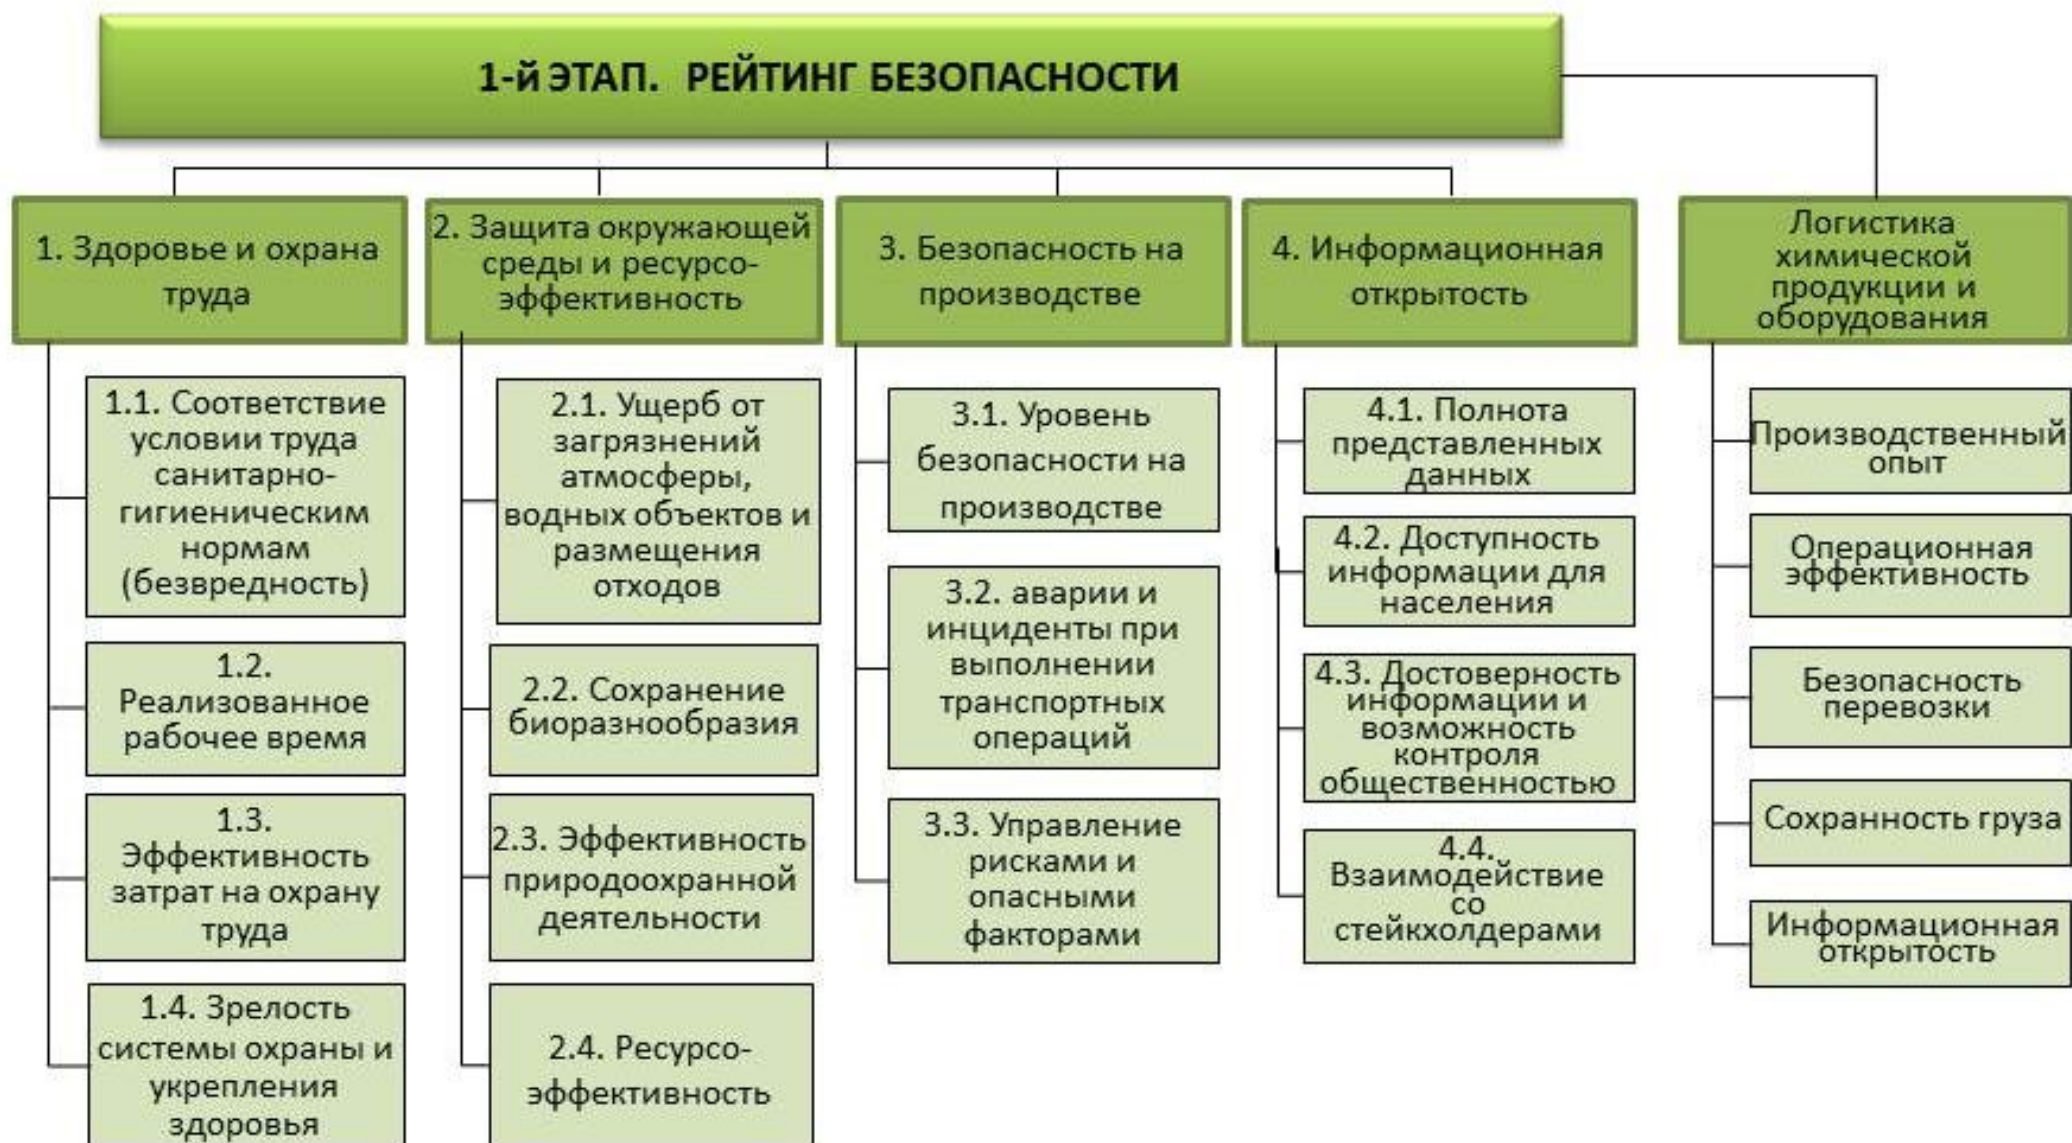 1-й ЭТАП. РЕЙТИНГ БЕЗОПАСНОСТИ
1. Здоровье и охрана
труда
1.1. Соответствие
условии труда
санитарно-
гигиеническим
нормам
(безвредность)
1.2.
Реализованное
рабочее время
1.3.
Эффективность
затрат на охрану
труда
1.4. Зрелость
системы охраны и
укрепления
здоровья
2. Защита окружающей
среды и ресурсо-
эффективность
2.1. Ущерб от
загрязнений
атмосферы,
водных объектов и
размещения
отходов
2.2. Сохранение
биоразнообразия
2.3. Эффективность
природоохранной
деятельности
2.4. Ресурсо-
эффективность
3. Безопасность на
производстве
3.1. Уровень
безопасности на
производстве
3.2. аварии и
инциденты при
выполнении
транспортных
операций
3.3. Управление
рисками и
опасными
факторами
4. Информационная
открытость
4.1. Полнота
представленных
данных
4.2. Доступность
информации для
населения
4.3. Достоверность
информации и
возможность
контроля
общественностью
4.4.
Взаимодействие
со
стейкхолдерами
Логистика
химической
продукции и
оборудования
Производственный
опыт
Операционная
эффективность
Безопасность
перевозки
Сохранность груза
Информационная
открытость